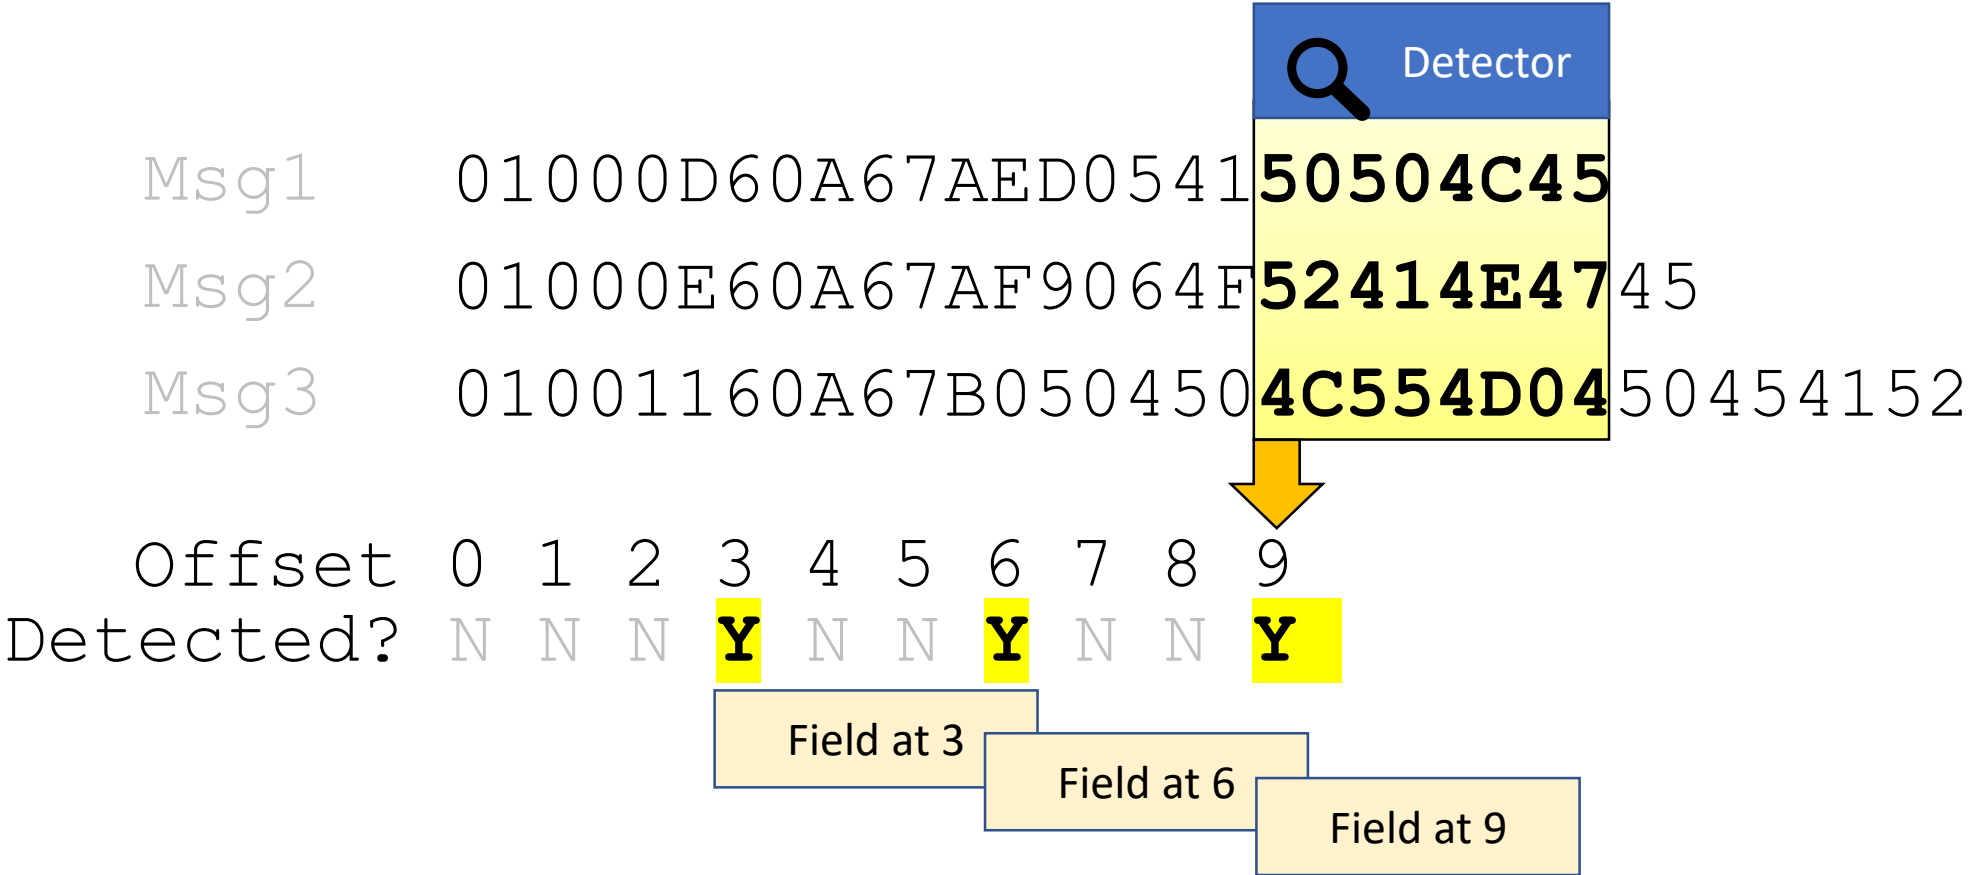 Detector
Msg1 01000D60A67AED054150504C45
Msg2 01000E60A67AF9064F52414E4745
Msg3 01001160A67B0504504C554D0450454152
Offset 0 1 2 3 4 5 6 7 8 9
Detected? N N N Y N N Y N N Y
Field at 3
Field at 6
Field at 9